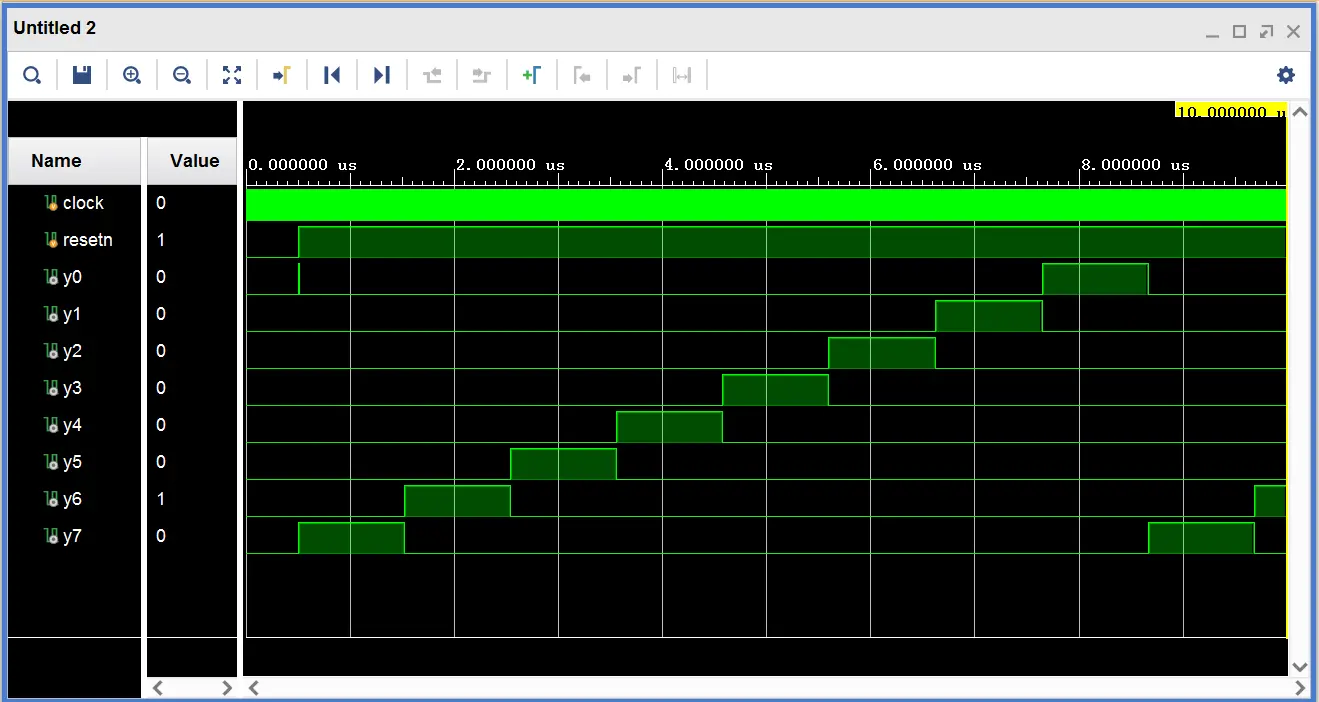 Untitled 2
10.000000 u
Name Value
0.000000 us 2.000000 us 4.000000 us 6.000000 us 8.000000 us
clock 0
resetn 1
y0 0
y1 0
y2 0
y3 0
y4 0
y5 0
y6 1
y7 0